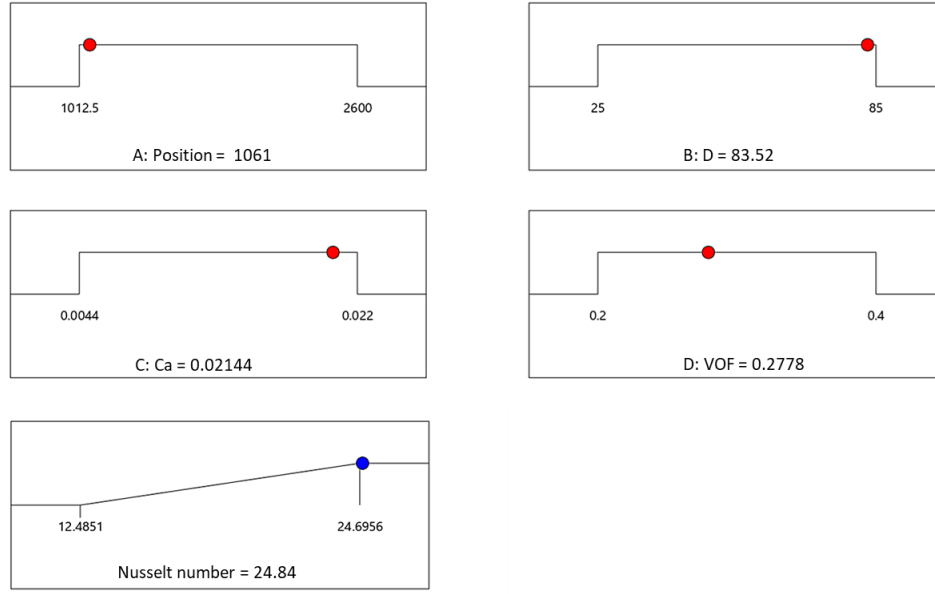 1012.5 2600
A: Position = 1061
25 85
B: D = 83.52
0.0044 0.022
C: Ca = 0.02144
0.2 0.4
D: VOF = 0.2778
12.4851 24.6956
Nusselt number = 24.84